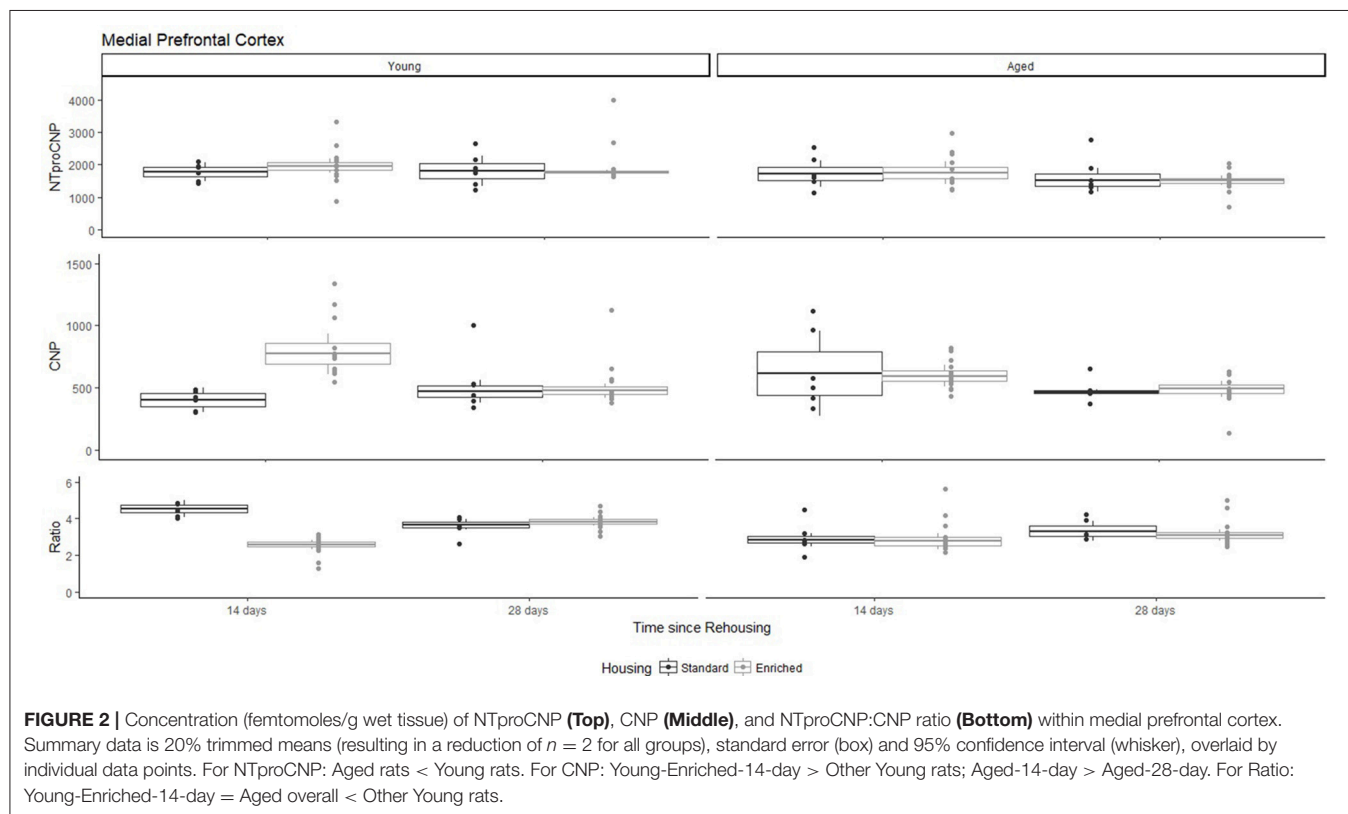 Medial Prefrontal Cortex
Young
Aged
NTproCNP
4000
3000
2000
1000
0
CNP
1500
1000
500
0
Ratio
6
4
2
0
14 days
28 days
14 days
28 days
Time since Rehousing
Housing Standard Enriched
FIGURE 2 | Concentration (femtomoles/g wet tissue) of NTproCNP (Top), CNP (Middle), and NTproCNP:CNP ratio (Bottom) within medial prefrontal cortex.
Summary data is 20% trimmed means (resulting in a reduction of n = 2 for all groups), standard error (box) and 95% confidence interval (whisker), overlaid by
individual data points. For NTproCNP: Aged rats < Young rats. For CNP: Young-Enriched-14-day > Other Young rats; Aged-14-day > Aged-28-day. For Ratio:
Young-Enriched-14-day = Aged overall < Other Young rats.